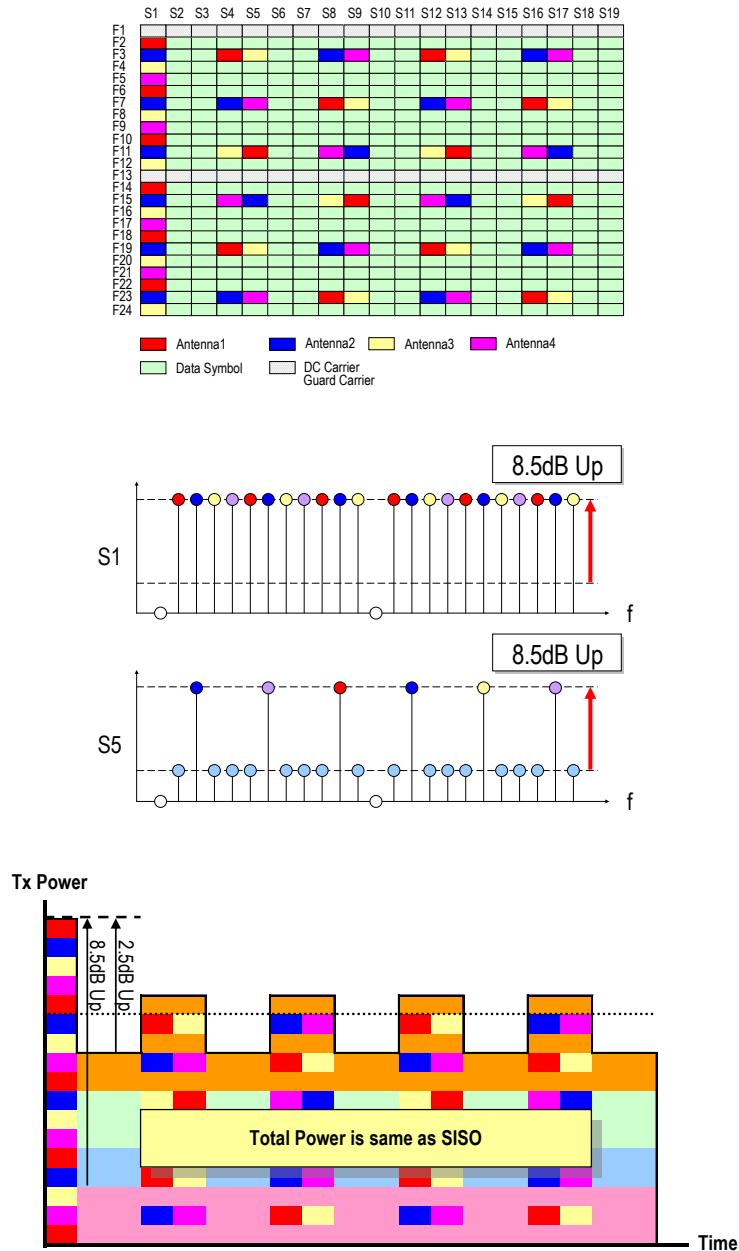 S1 S2 S3 S4 S5 S6 S7 S8 S9 S10 S11 S12 S13 S14 S15 S16 S17 S18 S19
F1
F2
F3
F4
F5
F6
F7
F8
F9
F10
F11
F12
F13
F14
F15
F16
F17
F18
F19
F20
F21
F22
F23
F24
Antenna1 Antenna2 Antenna3 Antenna4
Data Symbol DC Carrier
Guard Carrier
8.5dB Up
S1
f
8.5dB Up
S5
f
Tx Power
8.5dB Up
2.5dB Up
Total Power is same as SISO
Time